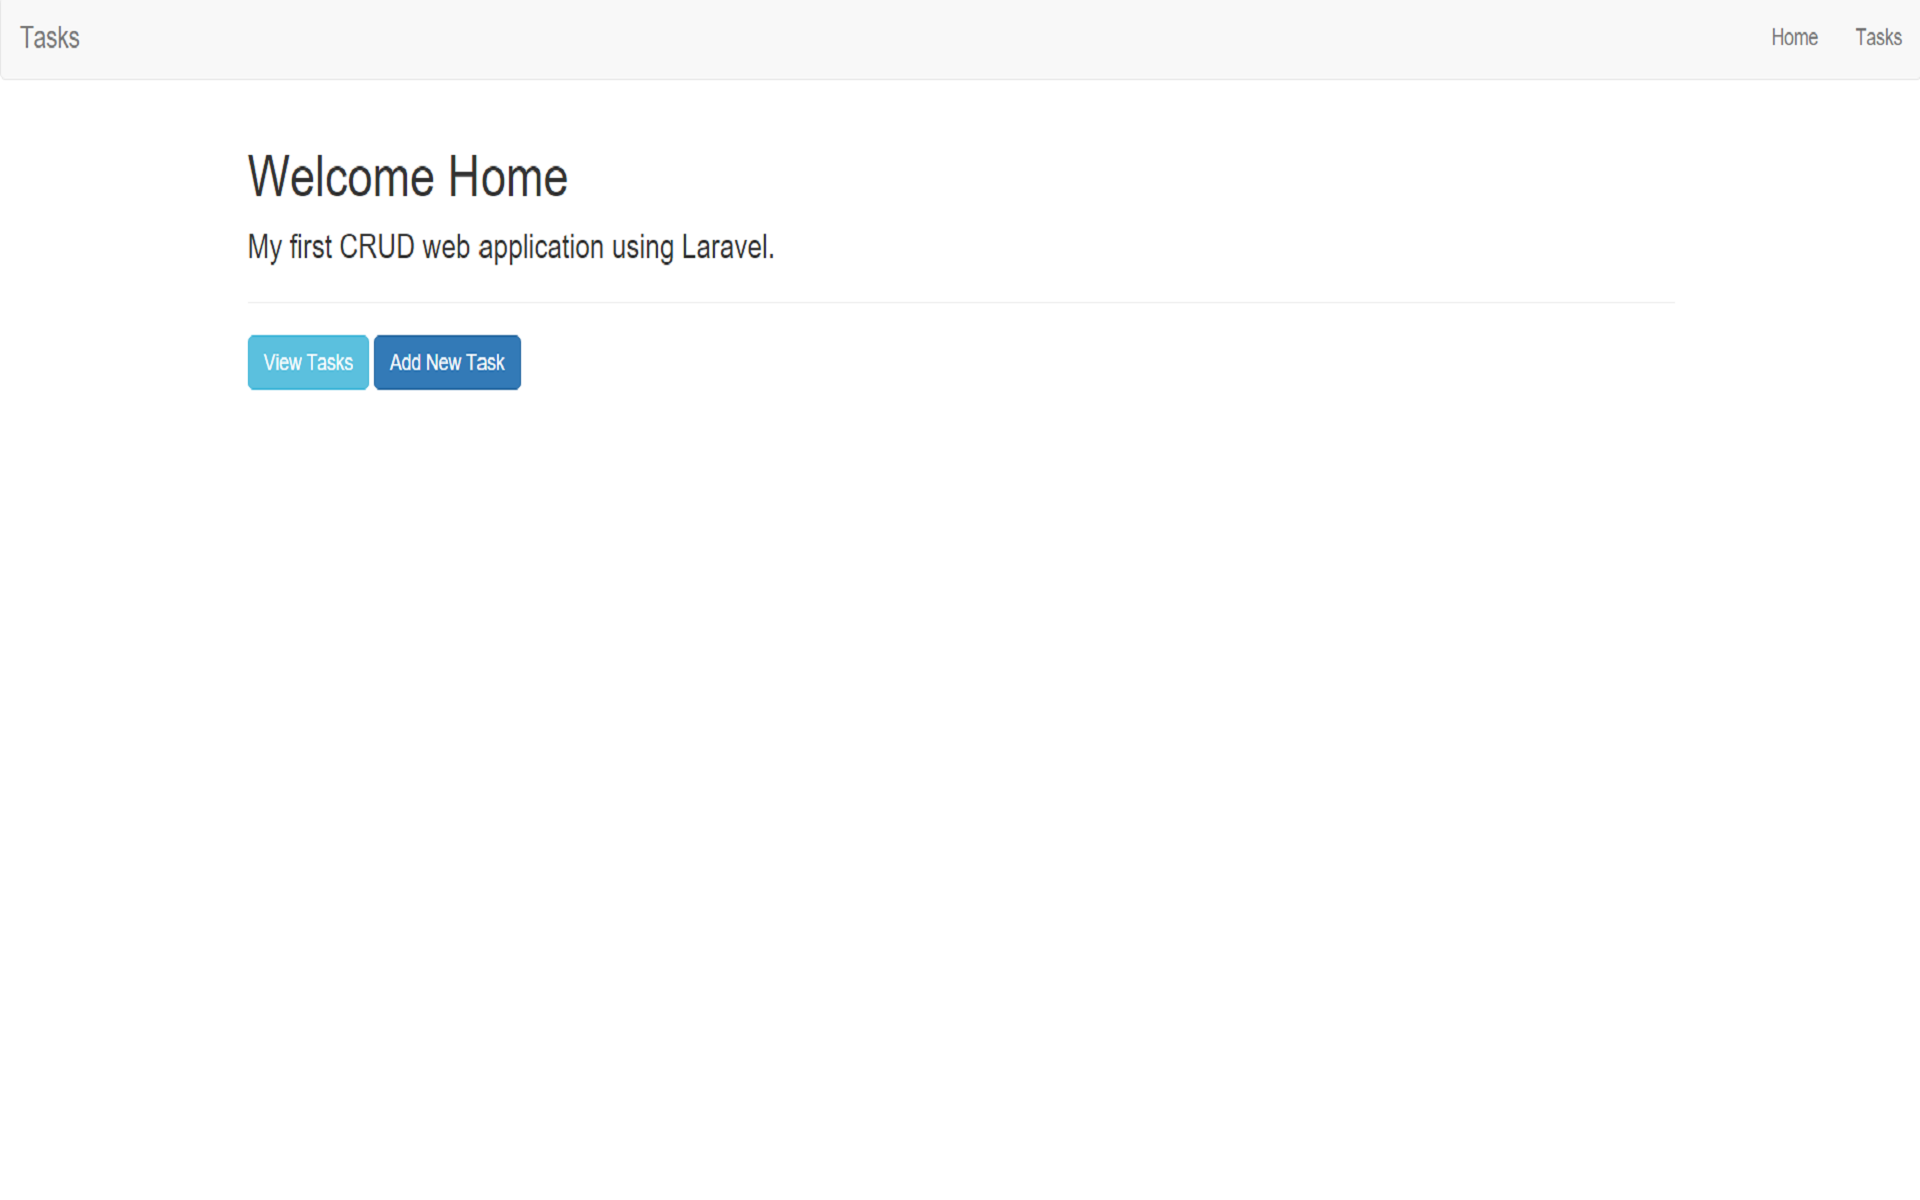 Tasks Home Tasks
Welcome Home
My first CRUD web application using Laravel.
View Tasks Add New Task